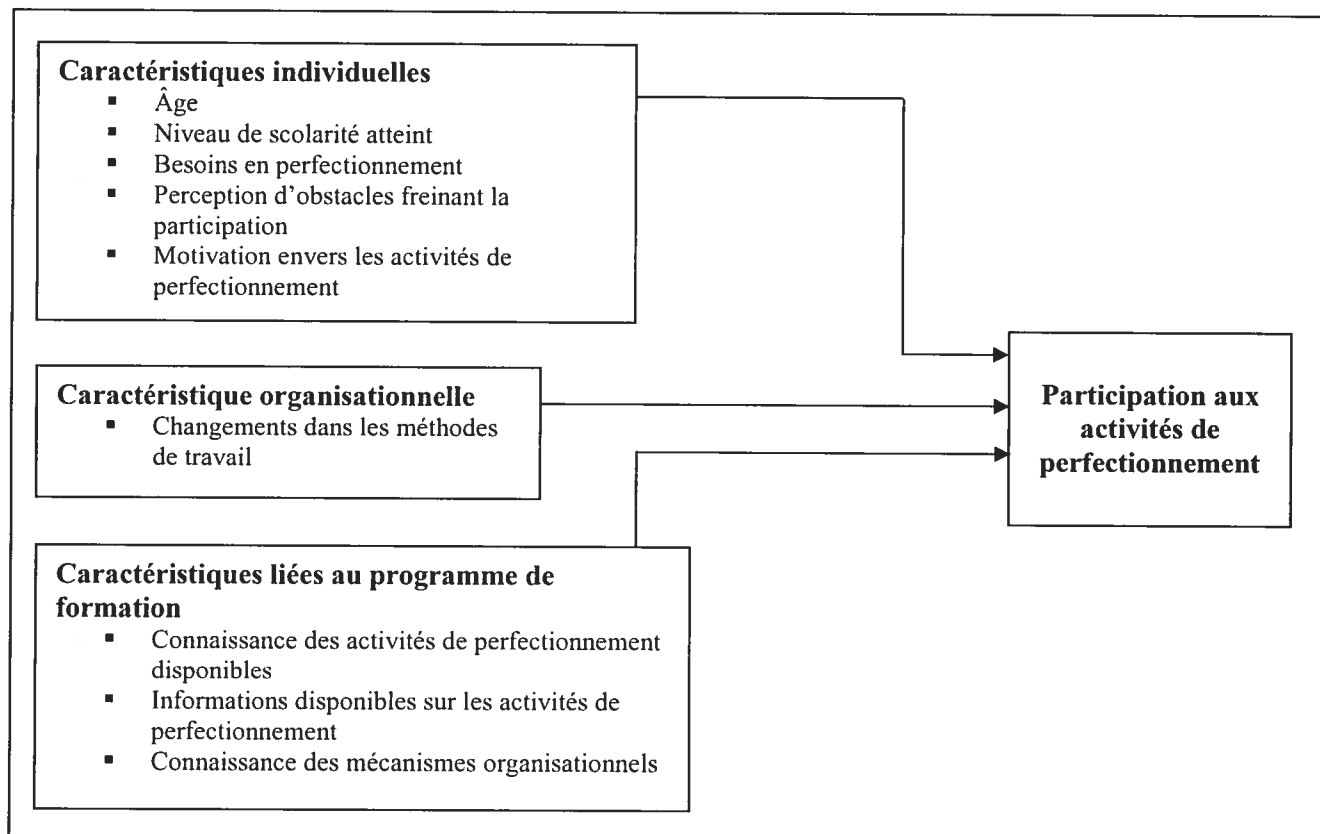 Caractéristiques individuelles
▪ Âge
▪ Niveau de scolarité atteint
▪ Besoins en perfectionnement
▪ Perception d'obstacles freinant la
participation
▪ Motivation envers les activités de
perfectionnement
Caractéristique organisationnelle
▪ Changements dans les méthodes
de travail
Caractéristiques liées au programme de
formation
▪ Connaissance des activités de perfectionnement
disponibles
▪ Informations disponibles sur les activités de
perfectionnement
▪ Connaissance des mécanismes organisationnels
Participation aux
activités de
perfectionnement